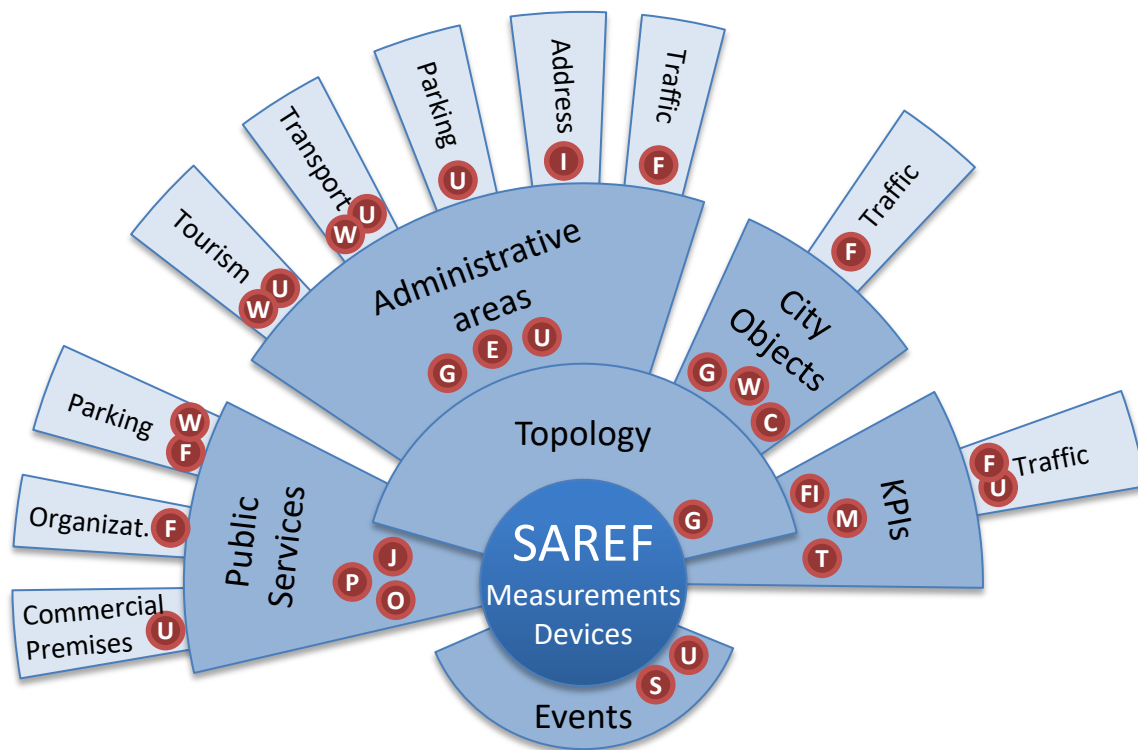 Parking
U
Address
I
Traffic
F
Transport
U
W
Tourism
U
W
Traffic
F
Administrative
areas
G
E
U
City
Objects
G
W
C
Parking
W
F
Organizat.
F
Commercial
Premises
U
Public
Services
J
P
O
Topology
G
KPIs
FI
M
T
Traffic
F
U
SAREF
Measurements
Devices
Events
U
S